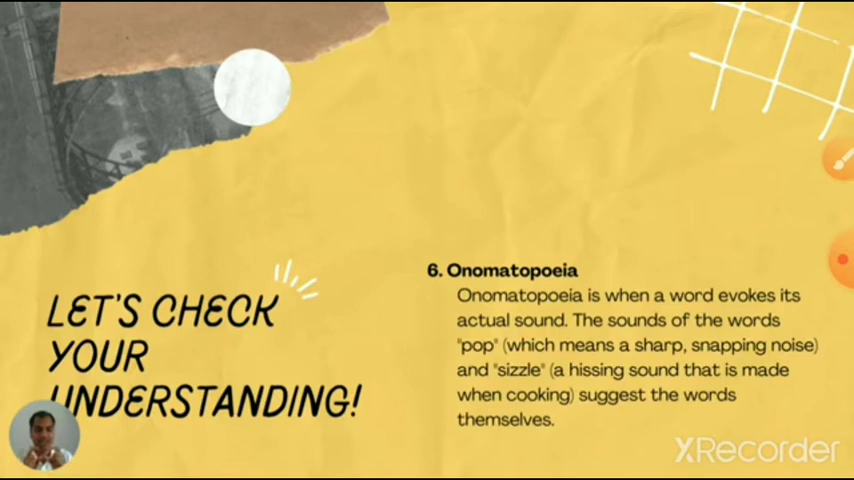 LET'S CHECK
YOUR
UNDERSTANDING!
6. Onomatopoeia
Onomatopoeia is when a word evokes its
actual sound. The sounds of the words
"pop" (which means a sharp, snapping noise)
and "sizzle" (a hissing sound that is made
when cooking) suggest the words
themselves.
XRecorder